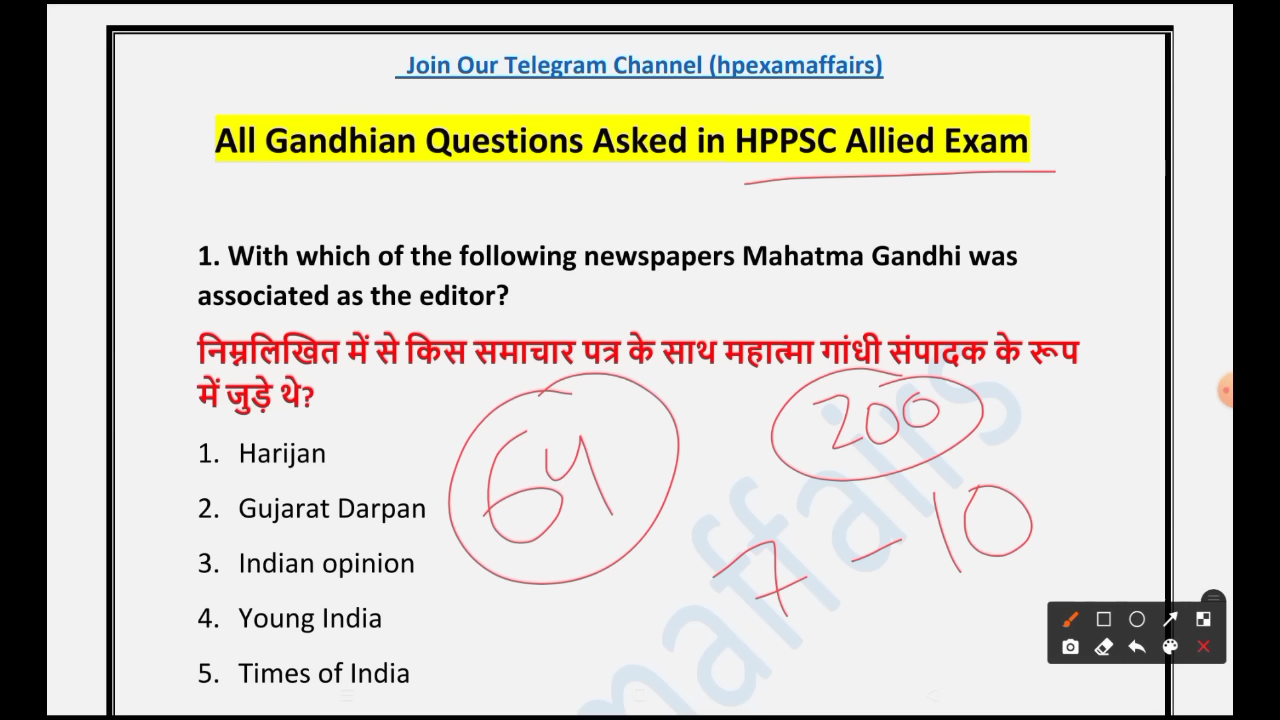 Join Our Telegram Channel (hpexamaffairs)
All Gandhian Questions Asked in HPPSC Allied Exam
1. With which of the following newspapers Mahatma Gandhi was
associated as the editor?
निम्नलिखित में से किस समाचार पत्र के साथ महात्मा गांधी संपादक के रूप
में जुड़े थे?
64
200
1. Harijan
2. Gujarat Darpan
7 - 10
3. Indian opinion
4. Young India
5. Times of India
maffairs